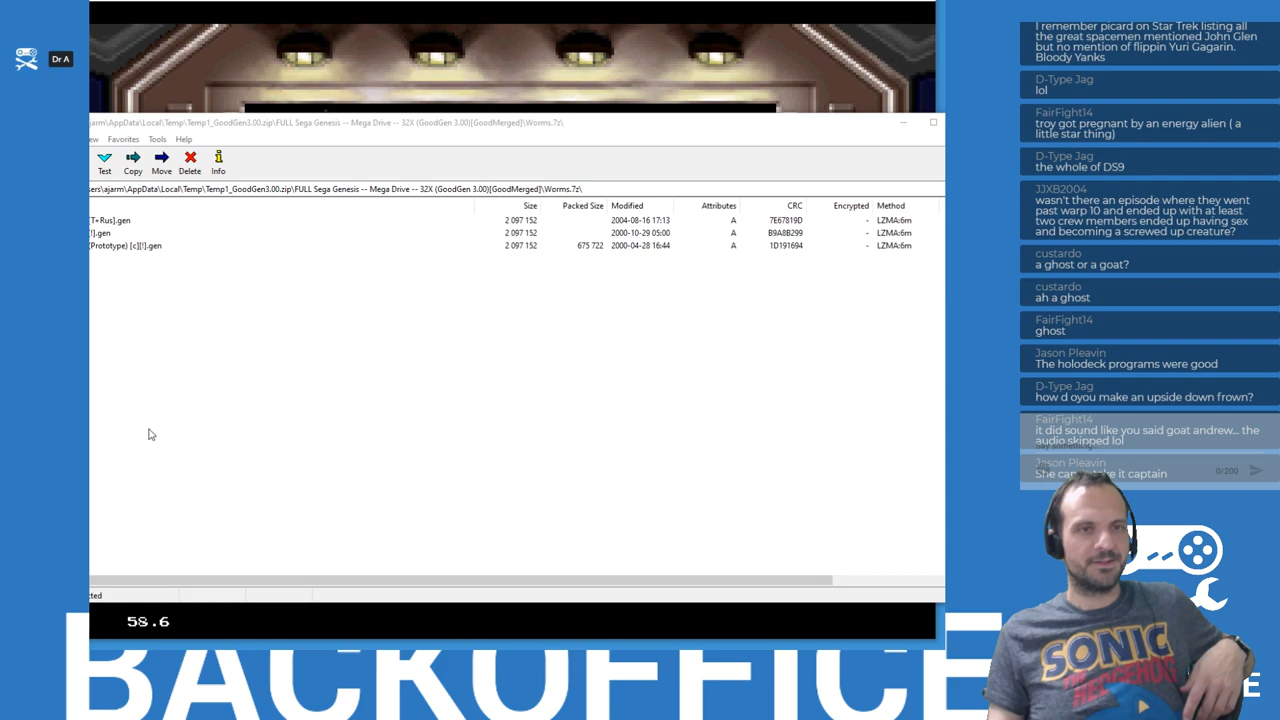 Dr A
ajarm\AppData\Local\Temp\Temp1_GoodGen3.00.zip\FULL Sega Genesis -- Mega Drive -- 32X (GoodGen 3.00)[GoodMerged]\Worms.7z\
ew Favorites Tools Help
Test Copy Move Delete Info
sers\ajarm\AppData\Local\Temp\Temp1_GoodGen3.00.zip\FULL Sega Genesis -- Mega Drive -- 32X (GoodGen 3.00)[GoodMerged]\Worms.7z\
Size Packed Size Modified Attributes CRC Encrypted Method
[T+Rus].gen 2 097 152 2004-08-16 17:13 A 7E67819D - LZMA:6m
[!].gen 2 097 152 2000-10-29 05:00 A B9A8B299 - LZMA:6m
(Prototype) [c][!].gen 2 097 152 675 722 2000-04-28 16:44 A 1D191694 - LZMA:6m
cted
58.6
BACKOFFICE
I remember picard on Star Trek listing all
the great spacemen mentioned John Glen
but no mention of flippin Yuri Gagarin.
Bloody Yanks
D-Type Jag
lol
FairFight14
troy got pregnant by an energy alien ( a
little star thing)
D-Type Jag
the whole of DS9
JJXB2004
wasn't there an episode where they went
past warp 10 and ended up with at least
two crew members ended up having sex
and becoming a screwed up creature?
custardo
a ghost or a goat?
custardo
ah a ghost
FairFight14
ghost
Jason Pleavin
The holodeck programs were good
D-Type Jag
how d oyou make an upside down frown?
FairFight14
it did sound like you said goat andrew... the
audio skipped lol
Say something...
Jason Pleavin
She can take it captain
0/200
SONIC
HEDGEHOG
E